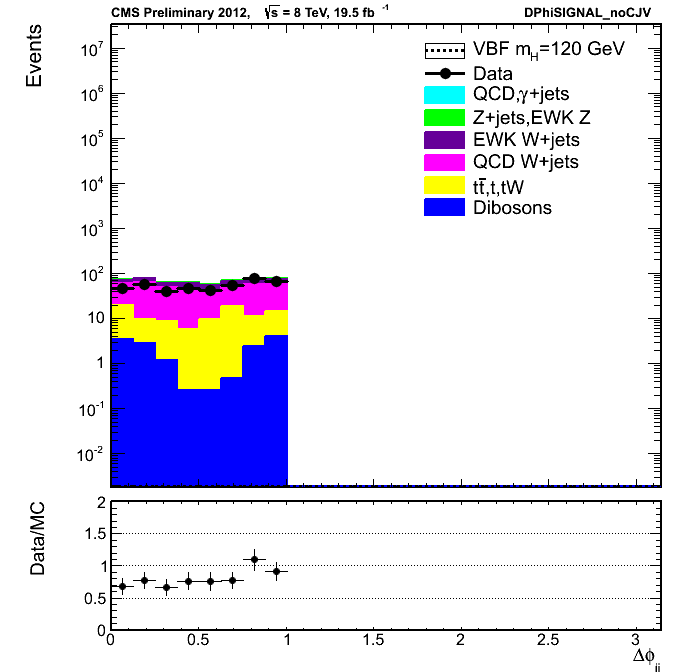 CMS Preliminary 2012, √s = 8 TeV, 19.5 fb⁻¹ DPhiSIGNAL_noCJV
Events
10⁷
10⁶
10⁵
10⁴
10³
10²
10
1
10⁻¹
10⁻²
VBF m_H=120 GeV
Data
QCD,γ+jets
Z+jets,EWK Z
EWK W+jets
QCD W+jets
tt̄,t,tW
Dibosons
Data/MC
2
1.5
1
0.5
0
0 0.5 1 1.5 2 2.5 3
Δϕ_jj